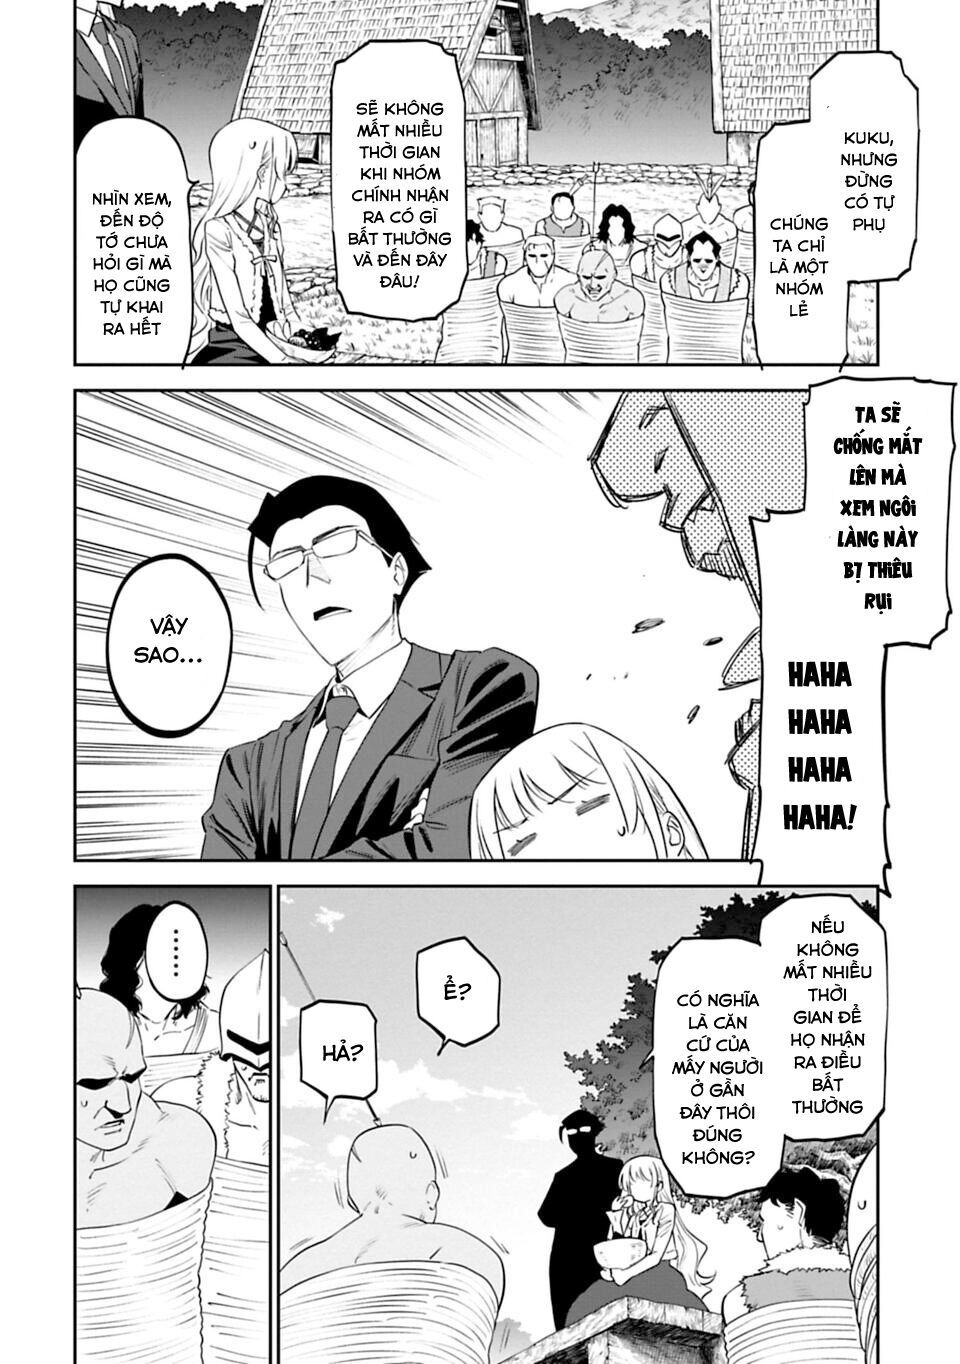 KUKU,
NHƯNG
ĐỪNG
CÓ TỰ
PHỤ
CHÚNG
TA CHỈ
LÀ MỘT
NHÓM
LẺ
SẼ KHÔNG
MẤT NHIỀU
THỜI GIAN
KHI NHÓM
CHÍNH NHẬN
RA CÓ GÌ
BẤT THƯỜNG
VÀ ĐẾN ĐÂY
ĐÂU!
NHÌN XEM,
ĐẾN ĐỘ
TỚ CHƯA
HỎI GÌ MÀ
HỌ CŨNG
TỰ KHAI
RA HẾT
TA SẼ
CHỐNG MẮT
LÊN MÀ
XEM NGÔI
LÀNG NÀY
BỊ THIÊU
RỤI
HAHA
HAHA
HAHA
HAHA!
VẬY
SAO...
NẾU
KHÔNG
MẤT NHIỀU
THỜI
GIAN ĐỂ
HỌ NHẬN
RA ĐIỀU
BẤT
THƯỜNG
CÓ NGHĨA
LÀ CĂN
CỨ CỦA
MẤY NGƯỜI
Ở GẦN
ĐÂY THÔI
ĐÚNG
KHÔNG?
Ể?
HẢ?
......